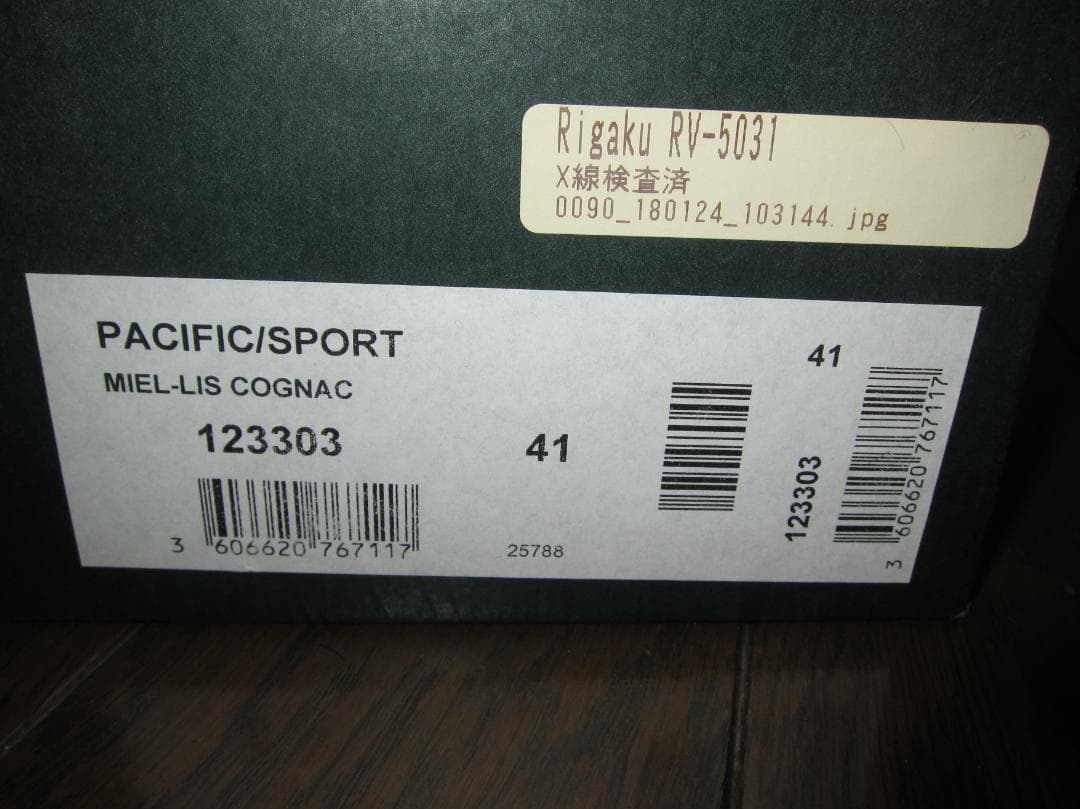 Rigaku RV-5031
X線検査済
0090_180124_103144.jpg
PACIFIC/SPORT
MIEL-LIS COGNAC
123303
41
3 606620 767117
25788
41
123303
3 606620 767117